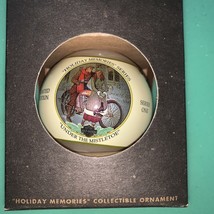 "HOLIDAY MEMORIES" SERIES
"UNDER THE MISTLETOE"
"HOLIDAY MEMORIES" COLLECTIBLE ORNAMENT